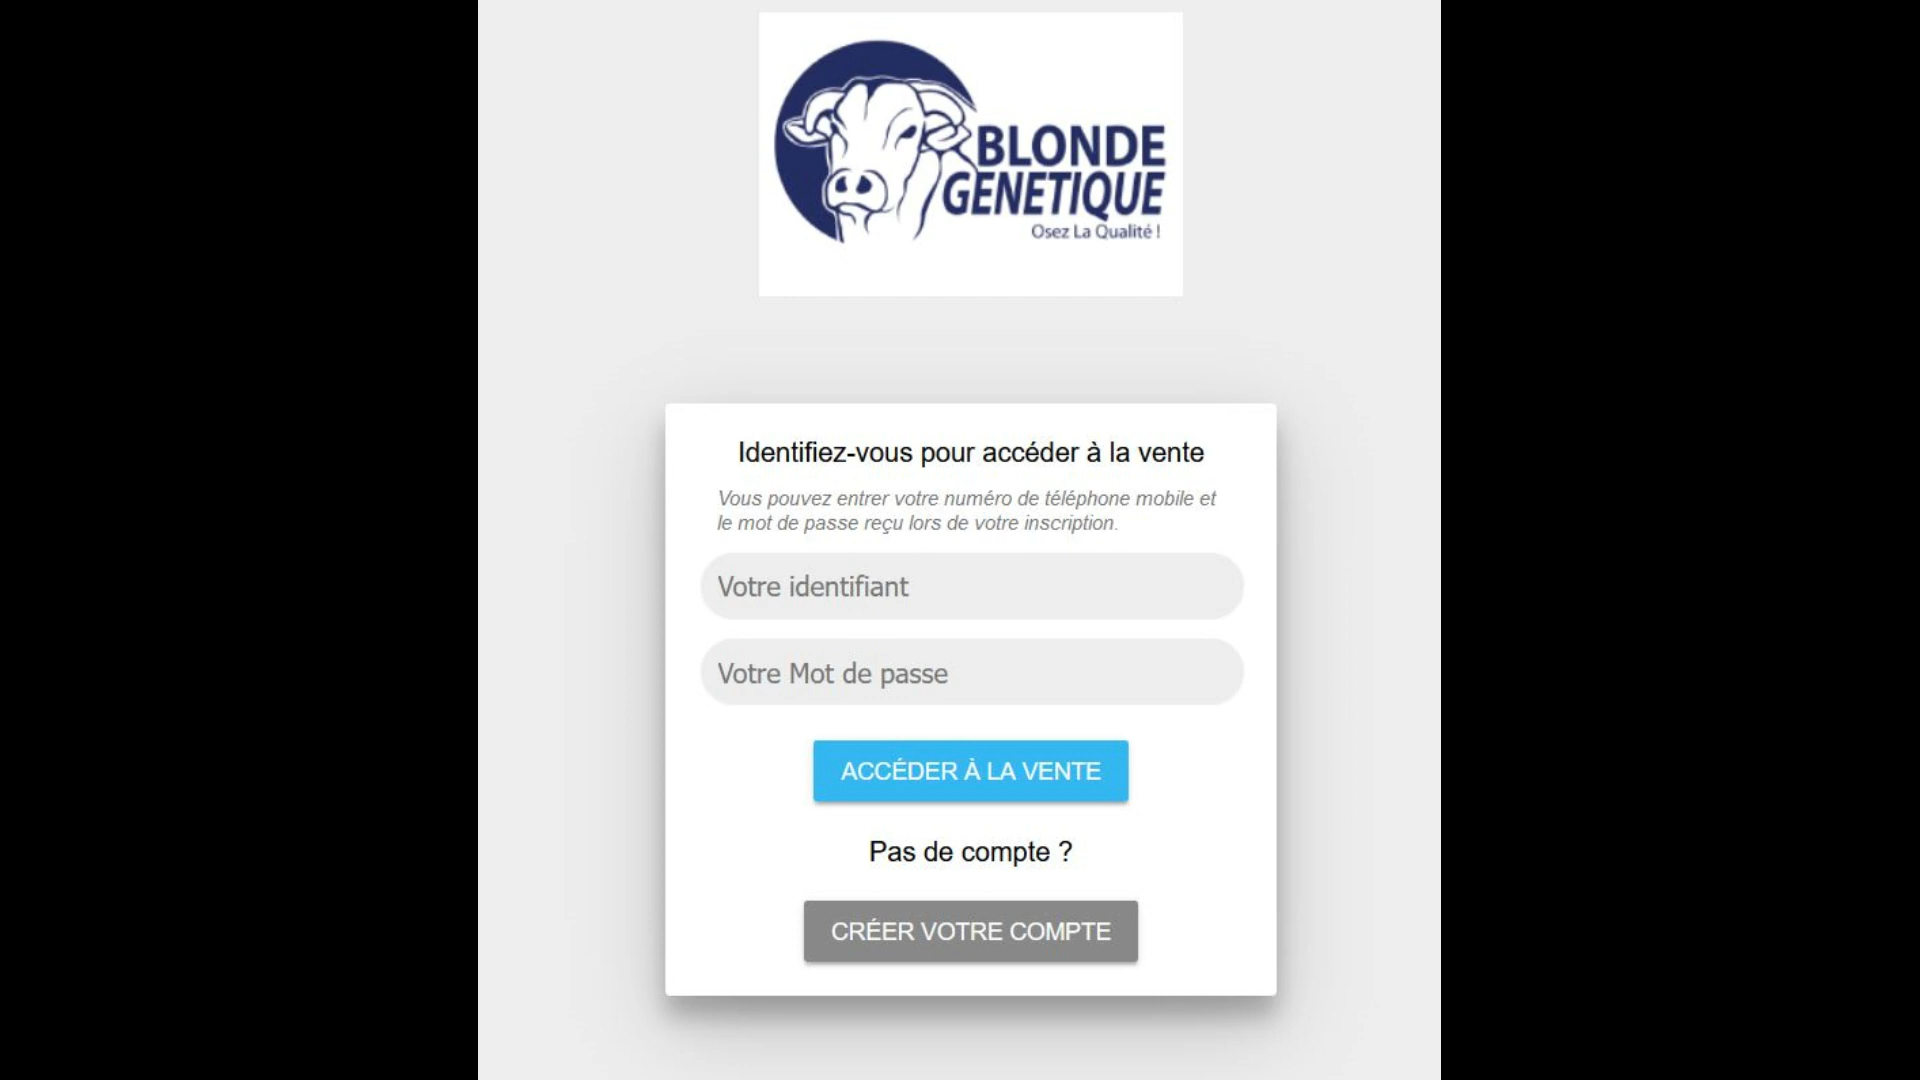 BLONDE
GENETIQUE
Osez La Qualité !
Identifiez-vous pour accéder à la vente
Vous pouvez entrer votre numéro de téléphone mobile et
le mot de passe reçu lors de votre inscription.
Votre identifiant
Votre Mot de passe
ACCÉDER À LA VENTE
Pas de compte ?
CRÉER VOTRE COMPTE